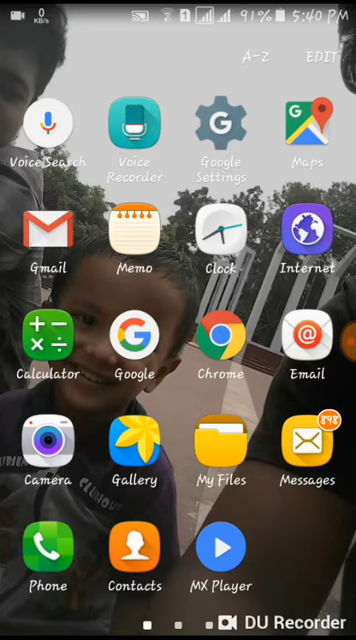 0
KB/s
1
91%
5:40 PM
A-Z
EDIT
Voice Search
Voice
Recorder
Google
Settings
Maps
Gmail
Memo
Clock
Internet
Calculator
Google
Chrome
Email
Camera
Gallery
My Files
898
Messages
Phone
Contacts
MX Player
DU Recorder